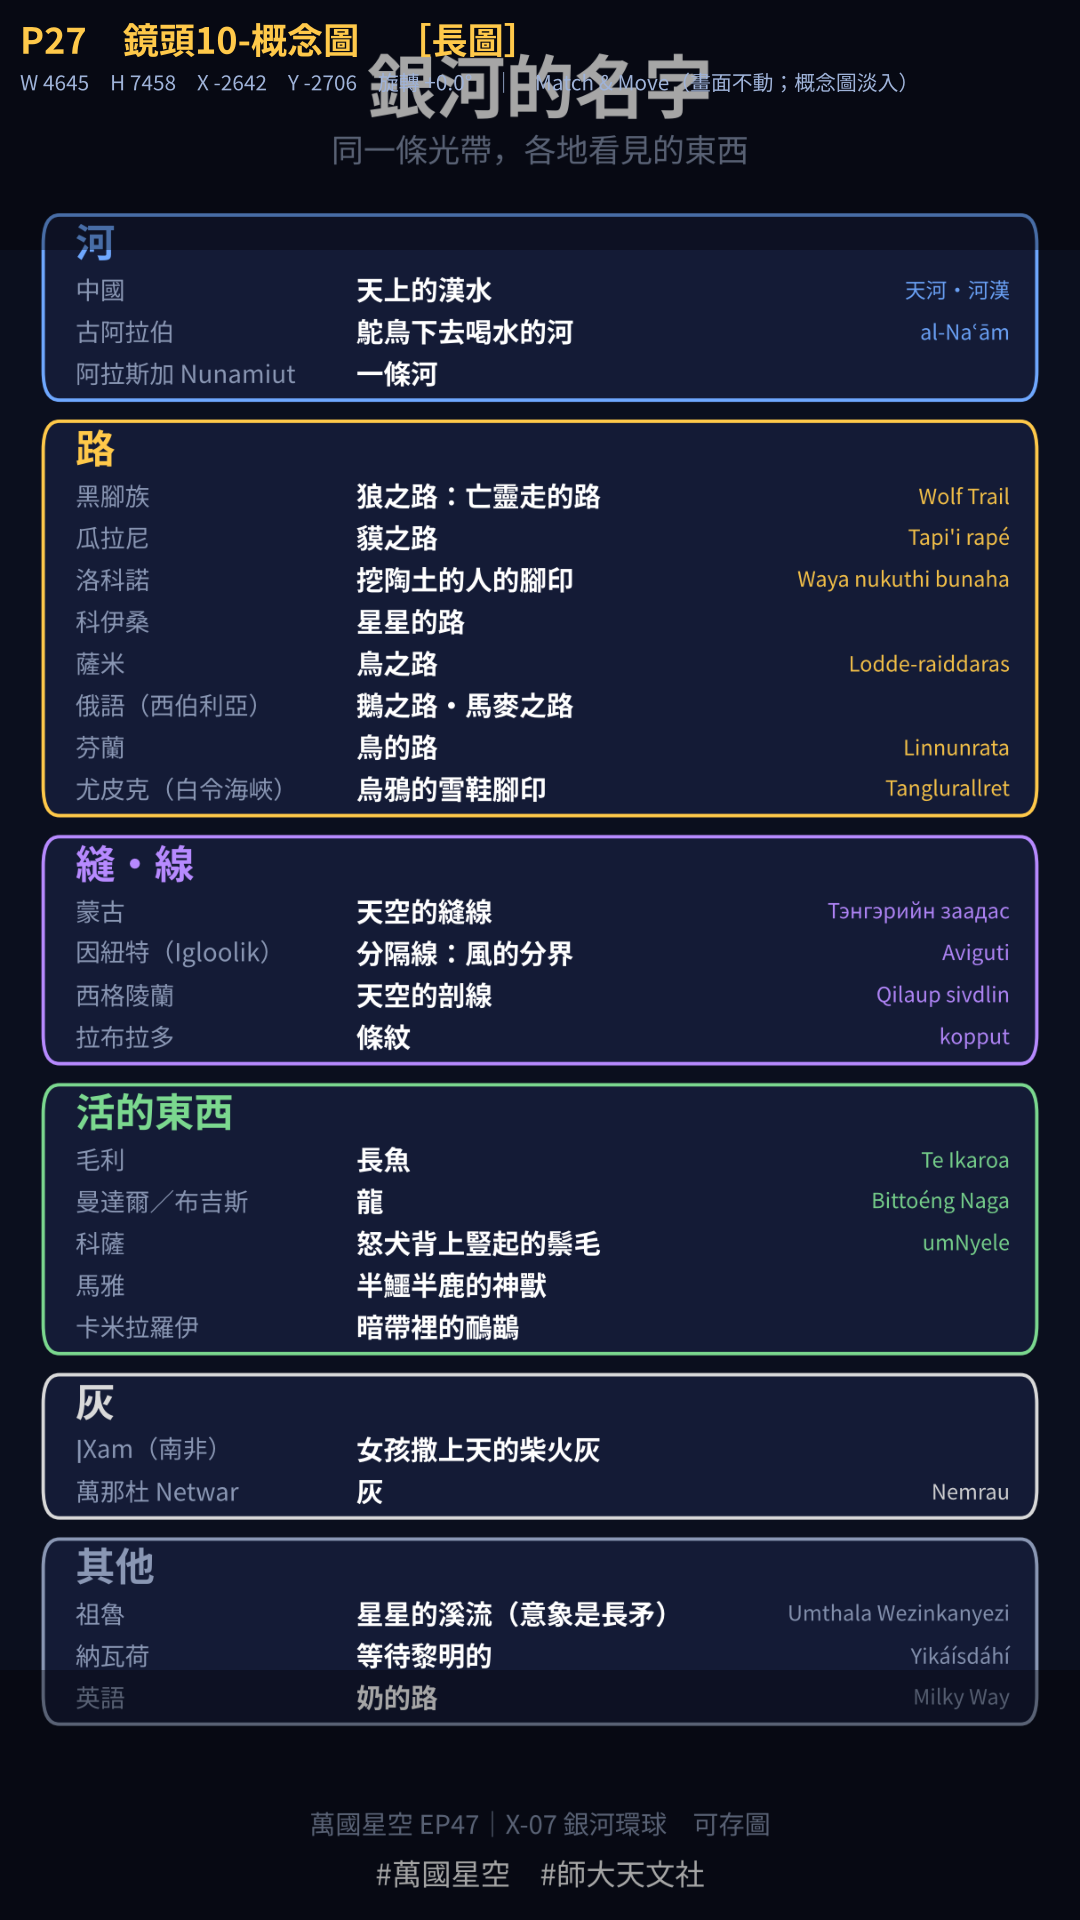 P27 鏡頭10-概念圖 [長圖]
W 4645 H 7458 X -2642 Y -2706 旋轉 +0.0° | Match & Move（畫面不動；概念圖淡入）
銀河的名字
同一條光帶，各地看見的東西
河
中國 天上的漢水 天河・河漢
古阿拉伯 鴕鳥下去喝水的河 al-Naʿām
阿拉斯加 Nunamiut 一條河
路
黑腳族 狼之路：亡靈走的路 Wolf Trail
瓜拉尼 貘之路 Tapi'i rapé
洛科諾 挖陶土的人的腳印 Waya nukuthi bunaha
科伊桑 星星的路
薩米 鳥之路 Lodde-raiddaras
俄語（西伯利亞） 鵝之路・馬麥之路
芬蘭 鳥的路 Linnunrata
尤皮克（白令海峽） 烏鴉的雪鞋腳印 Tanglurallret
縫・線
蒙古 天空的縫線 Тэнгэрийн заадас
因紐特（Igloolik） 分隔線：風的分界 Aviguti
西格陵蘭 天空的剖線 Qilaup sivdlin
拉布拉多 條紋 kopput
活的東西
毛利 長魚 Te Ikaroa
曼達爾／布吉斯 龍 Bittoéng Naga
科薩 怒犬背上豎起的鬃毛 umNyele
馬雅 半鱷半鹿的神獸
卡米拉羅伊 暗帶裡的鴯鶓
灰
|Xam（南非） 女孩撒上天的柴火灰
萬那杜 Netwar 灰 Nemrau
其他
祖魯 星星的溪流（意象是長矛） Umthala Wezinkanyezi
納瓦荷 等待黎明的 Yikáísdáhí
英語 奶的路 Milky Way
萬國星空 EP47｜X-07 銀河環球 可存圖
#萬國星空 #師大天文社